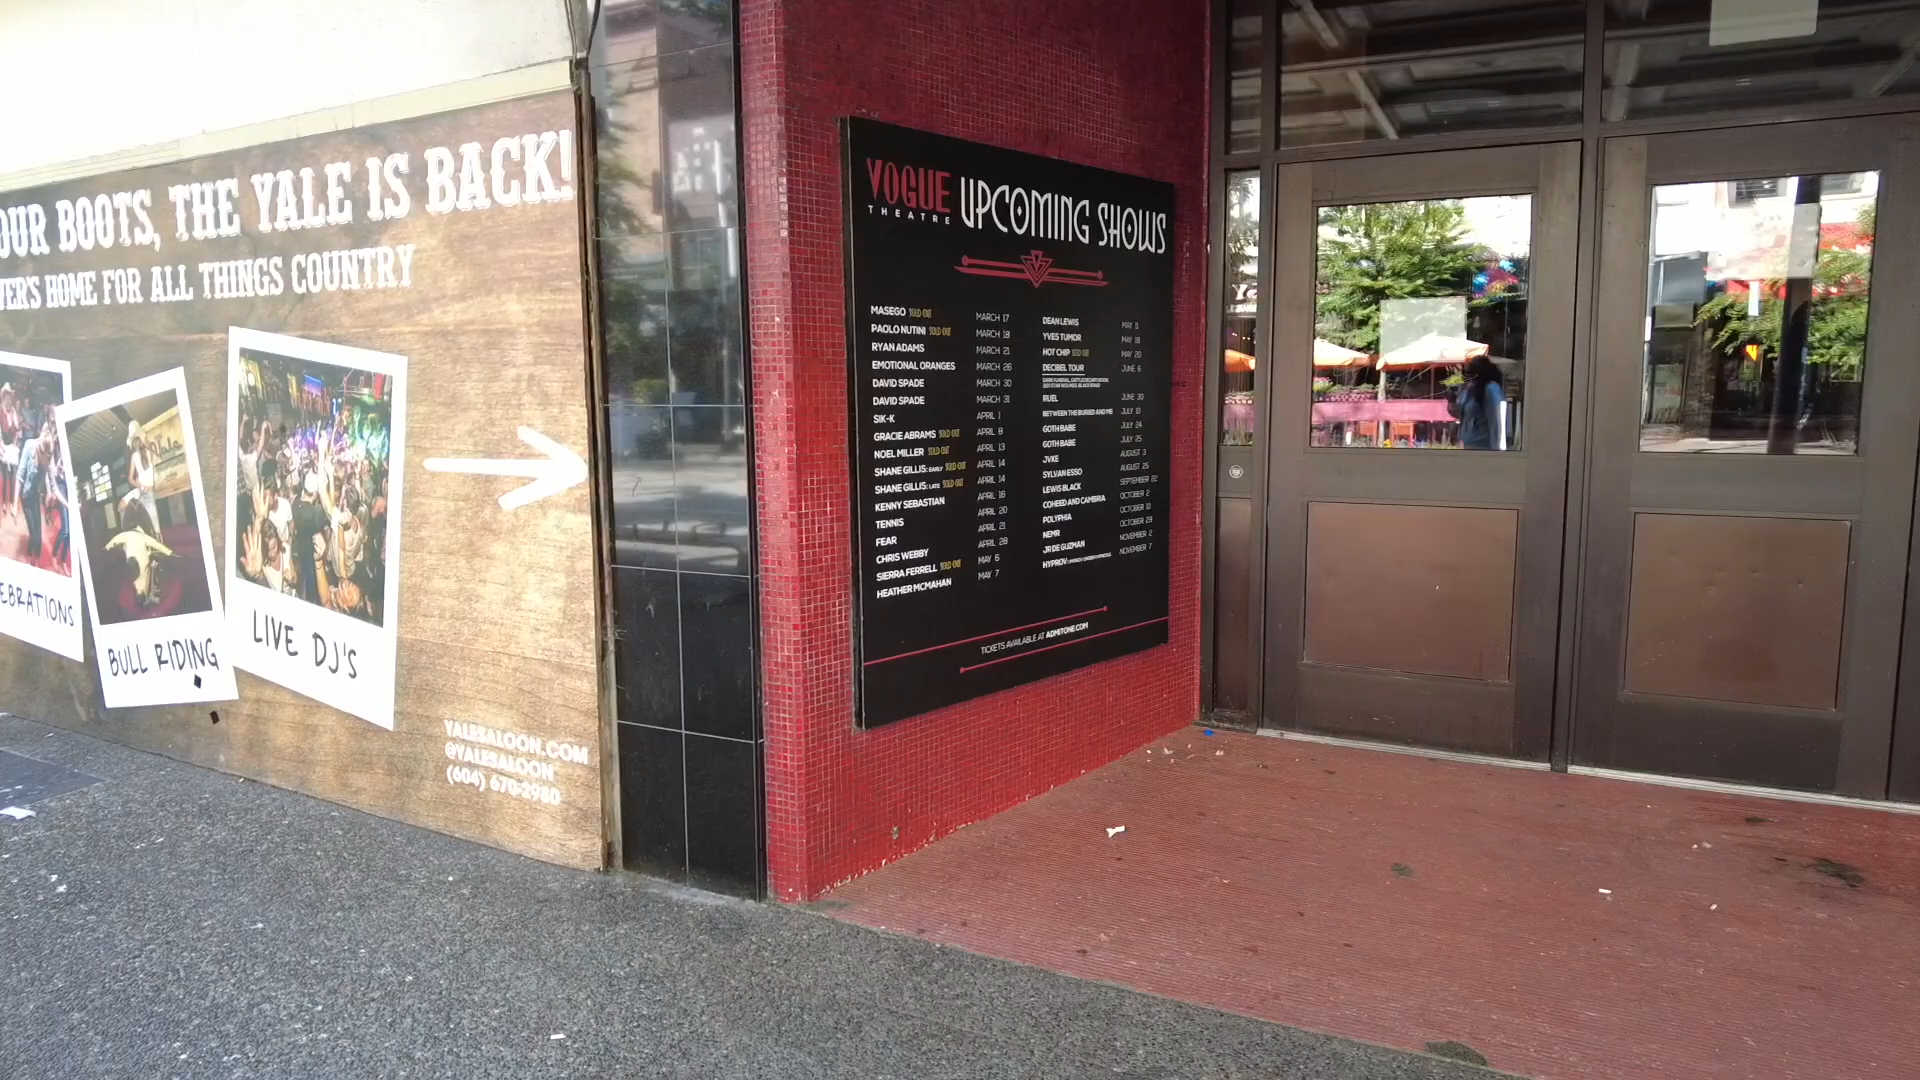 OUR BOOTS, THE YALE IS BACK!
VER'S HOME FOR ALL THINGS COUNTRY
EBRATIONS
BULL RIDING
LIVE DJ'S
YALESALOON.COM
@YALESALOON
(604) 670-2980
VOGUE
THEATRE
UPCOMING SHOWS
MASEGO SOLD OUT MARCH 17
PAOLO NUTINI SOLD OUT MARCH 18
RYAN ADAMS MARCH 21
EMOTIONAL ORANGES MARCH 26
DAVID SPADE MARCH 30
DAVID SPADE MARCH 31
SIK-K APRIL 1
GRACIE ABRAMS SOLD OUT APRIL 8
NOEL MILLER SOLD OUT APRIL 13
SHANE GILLIS: EARLY SOLD OUT APRIL 14
SHANE GILLIS: LATE SOLD OUT APRIL 14
KENNY SEBASTIAN APRIL 16
TENNIS APRIL 20
FEAR APRIL 21
CHRIS WEBBY APRIL 28
SIERRA FERRELL SOLD OUT MAY 6
HEATHER MCMAHAN MAY 7
DEAN LEWIS MAY 11
YVES TUMOR MAY 18
HOT CHIP SOLD OUT MAY 20
DECIBEL TOUR JUNE 6
RUEL JUNE 30
BETWEEN THE BURIED AND ME JULY 10
GOTH BABE JULY 24
GOTH BABE JULY 25
JVKE AUGUST 3
SYLVAN ESSO AUGUST 25
LEWIS BLACK SEPTEMBER 22
COHEED AND CAMBRIA OCTOBER 2
POLYPHIA OCTOBER 10
NEMR OCTOBER 29
JR DE GUZMAN NOVEMBER 2
HYPROV: NOVEMBER 7
TICKETS AVAILABLE AT ADMITONE.COM